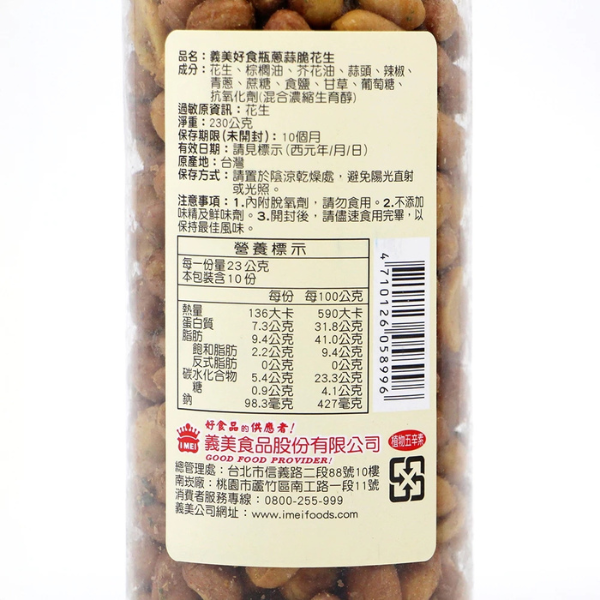 品名：義美好食瓶蔥蒜脆花生
成分：花生、棕櫚油、芥花油、蒜頭、辣椒、
青蔥、蔗糖、食鹽、甘草、葡萄糖、
抗氧化劑(混合濃縮生育醇)
過敏原資訊：花生
淨重：230公克
保存期限(未開封)：10個月
有效日期：請見標示(西元年/月/日)
原產地：台灣
保存方式：請置於陰涼乾燥處，避免陽光直射
或光照。
注意事項：1.內附脫氧劑，請勿食用。2.不添加
味精及鮮味劑。3.開封後，請儘速食用完畢，以
保持最佳風味。
營養標示
每一份量23公克
本包裝含10份
每份 每100公克
熱量 136大卡 590大卡
蛋白質 7.3公克 31.8公克
脂肪 9.4公克 41.0公克
飽和脂肪 2.2公克 9.4公克
反式脂肪 0公克 0公克
碳水化合物 5.4公克 23.3公克
糖 0.9公克 4.1公克
鈉 98.3毫克 427毫克
4710126058996
好食品的供應者！
I MEI 義美食品股份有限公司
GOOD FOOD PROVIDER!
植物五辛素
總管理處：台北市信義路二段88號10樓
南崁廠：桃園市蘆竹區南工路一段11號
消費者服務專線：0800-255-999
義美公司網址：www.imeifoods.com